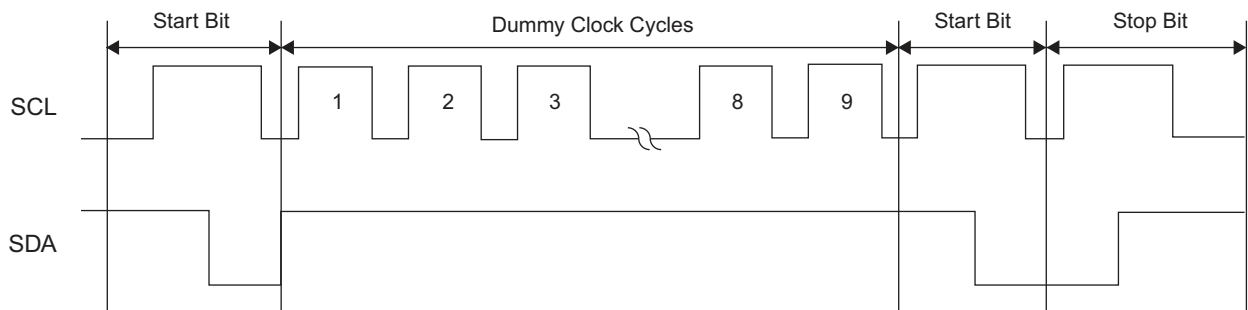 Start Bit
Dummy Clock Cycles
Start Bit
Stop Bit
SCL
1
2
3
8
9
SDA